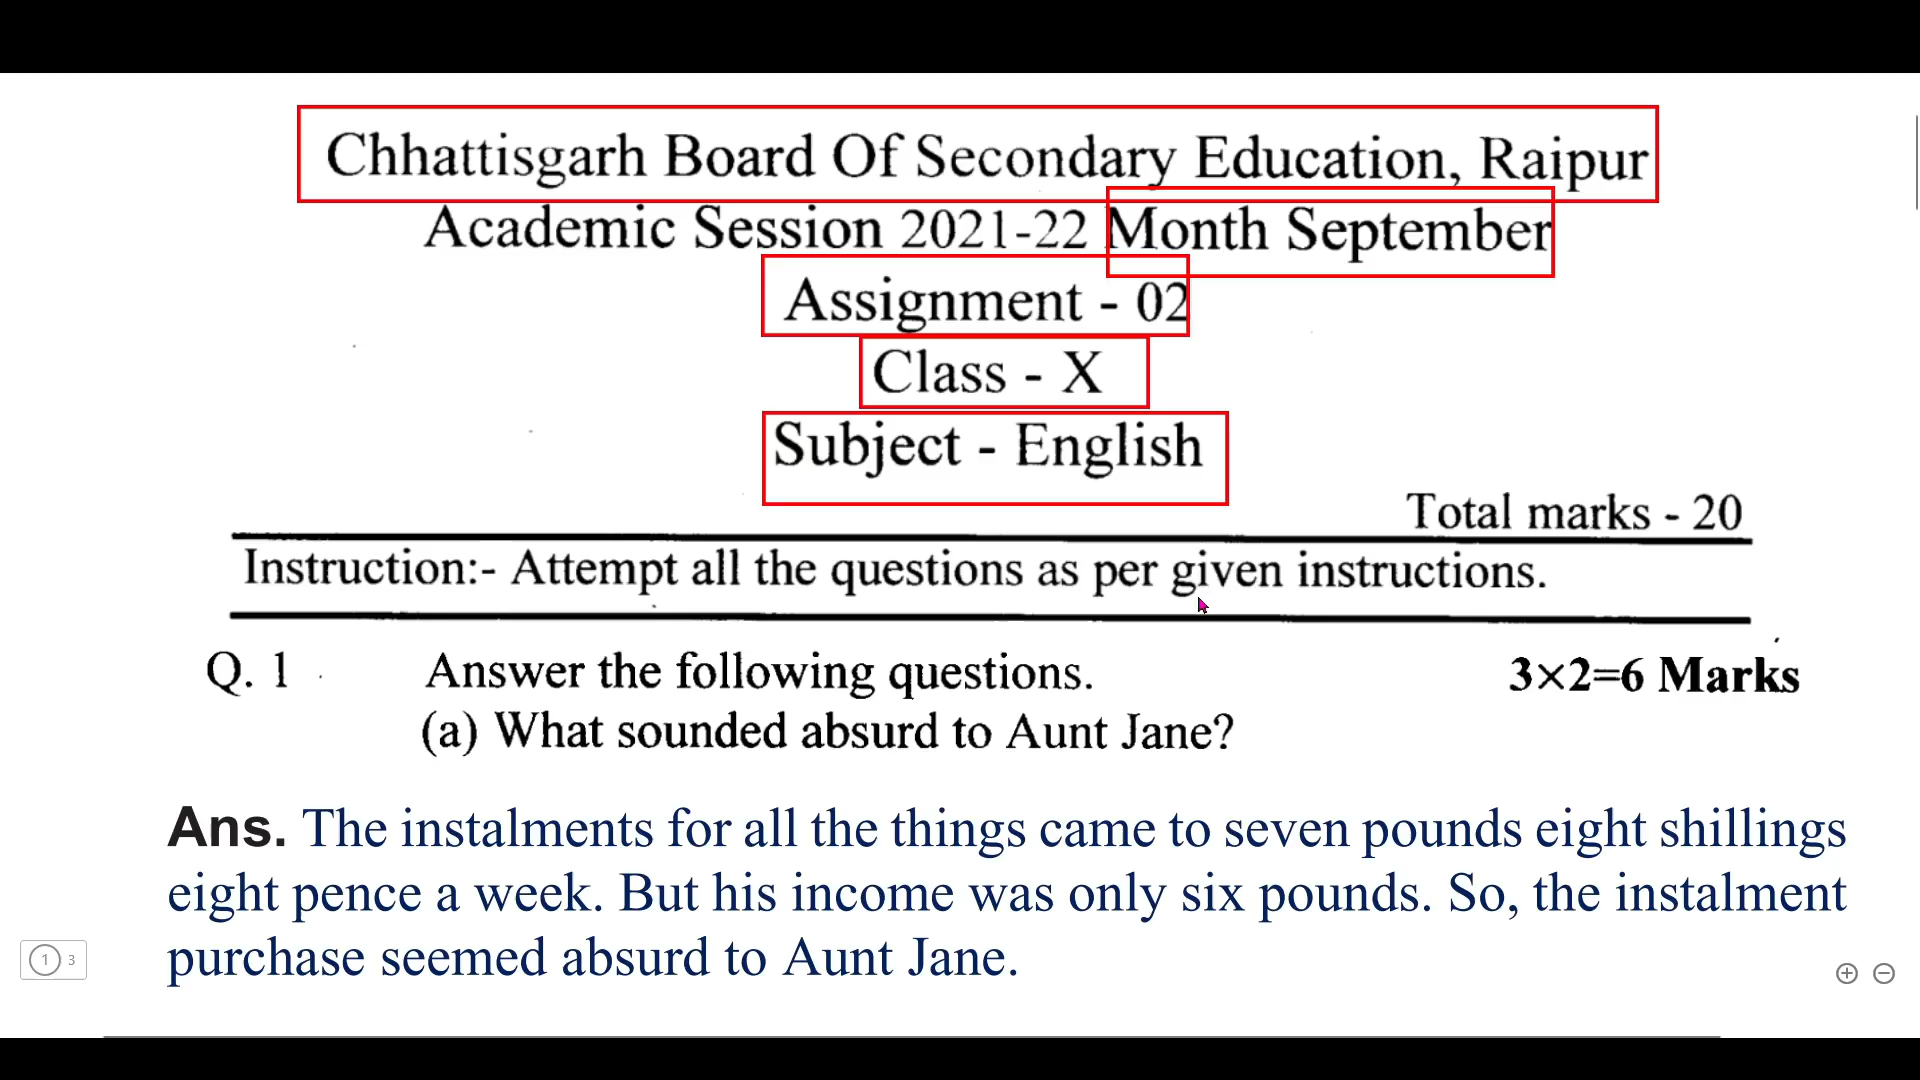 Chhattisgarh Board Of Secondary Education, Raipur
Academic Session 2021-22 Month September
Assignment - 02
Class - X
Subject - English
Total marks - 20
Instruction:- Attempt all the questions as per given instructions.
Q. 1 Answer the following questions. 3×2=6 Marks
(a) What sounded absurd to Aunt Jane?
Ans. The instalments for all the things came to seven pounds eight shillings
eight pence a week. But his income was only six pounds. So, the instalment
purchase seemed absurd to Aunt Jane.
1 3